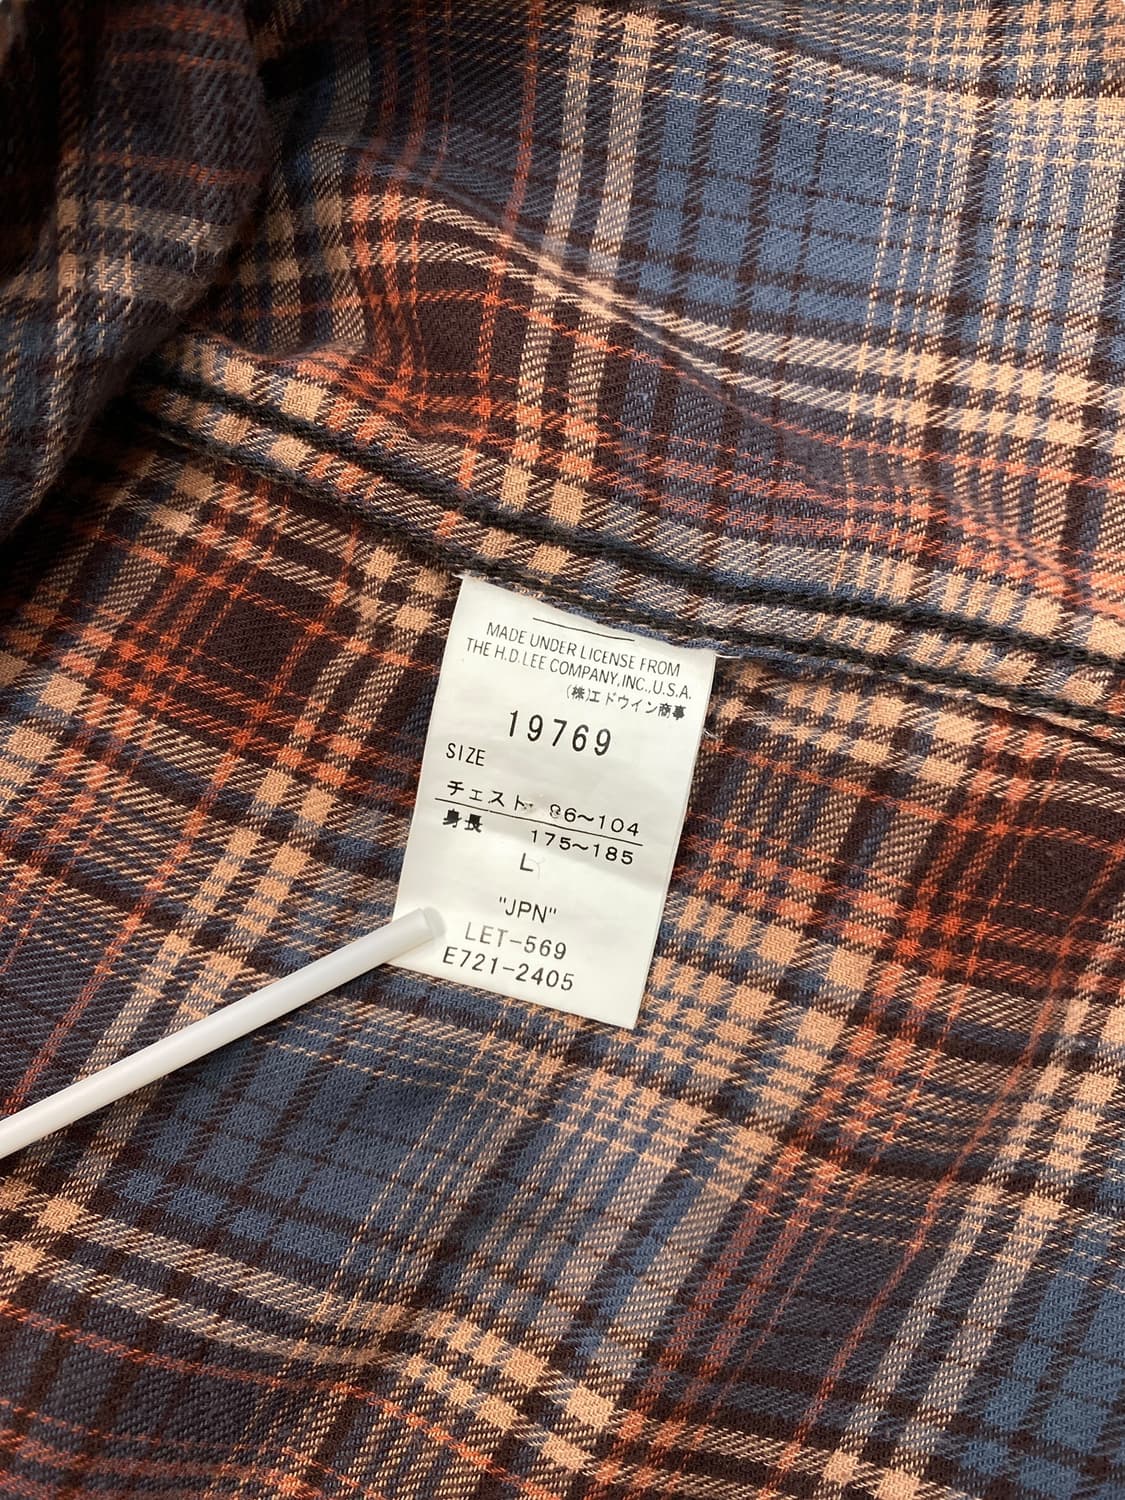 MADE UNDER LICENSE FROM
THE H.D.LEE COMPANY,INC.,U.S.A.
(株)エドウイン商事
19769
SIZE
チェスト 96~104
身長 175~185
L
"JPN"
LET-569
E721-2405